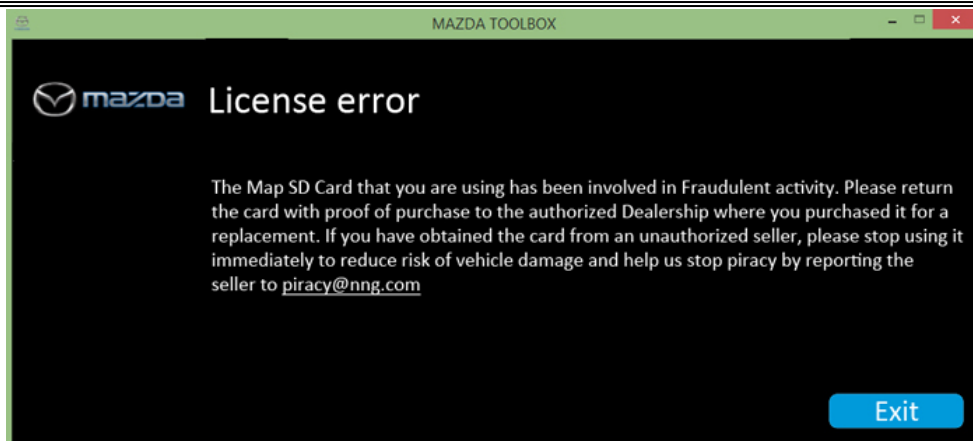 MAZDA TOOLBOX
mazda License error
The Map SD Card that you are using has been involved in Fraudulent activity. Please return
the card with proof of purchase to the authorized Dealership where you purchased it for a
replacement. If you have obtained the card from an unauthorized seller, please stop using it
immediately to reduce risk of vehicle damage and help us stop piracy by reporting the
seller to piracy@nng.com
Exit